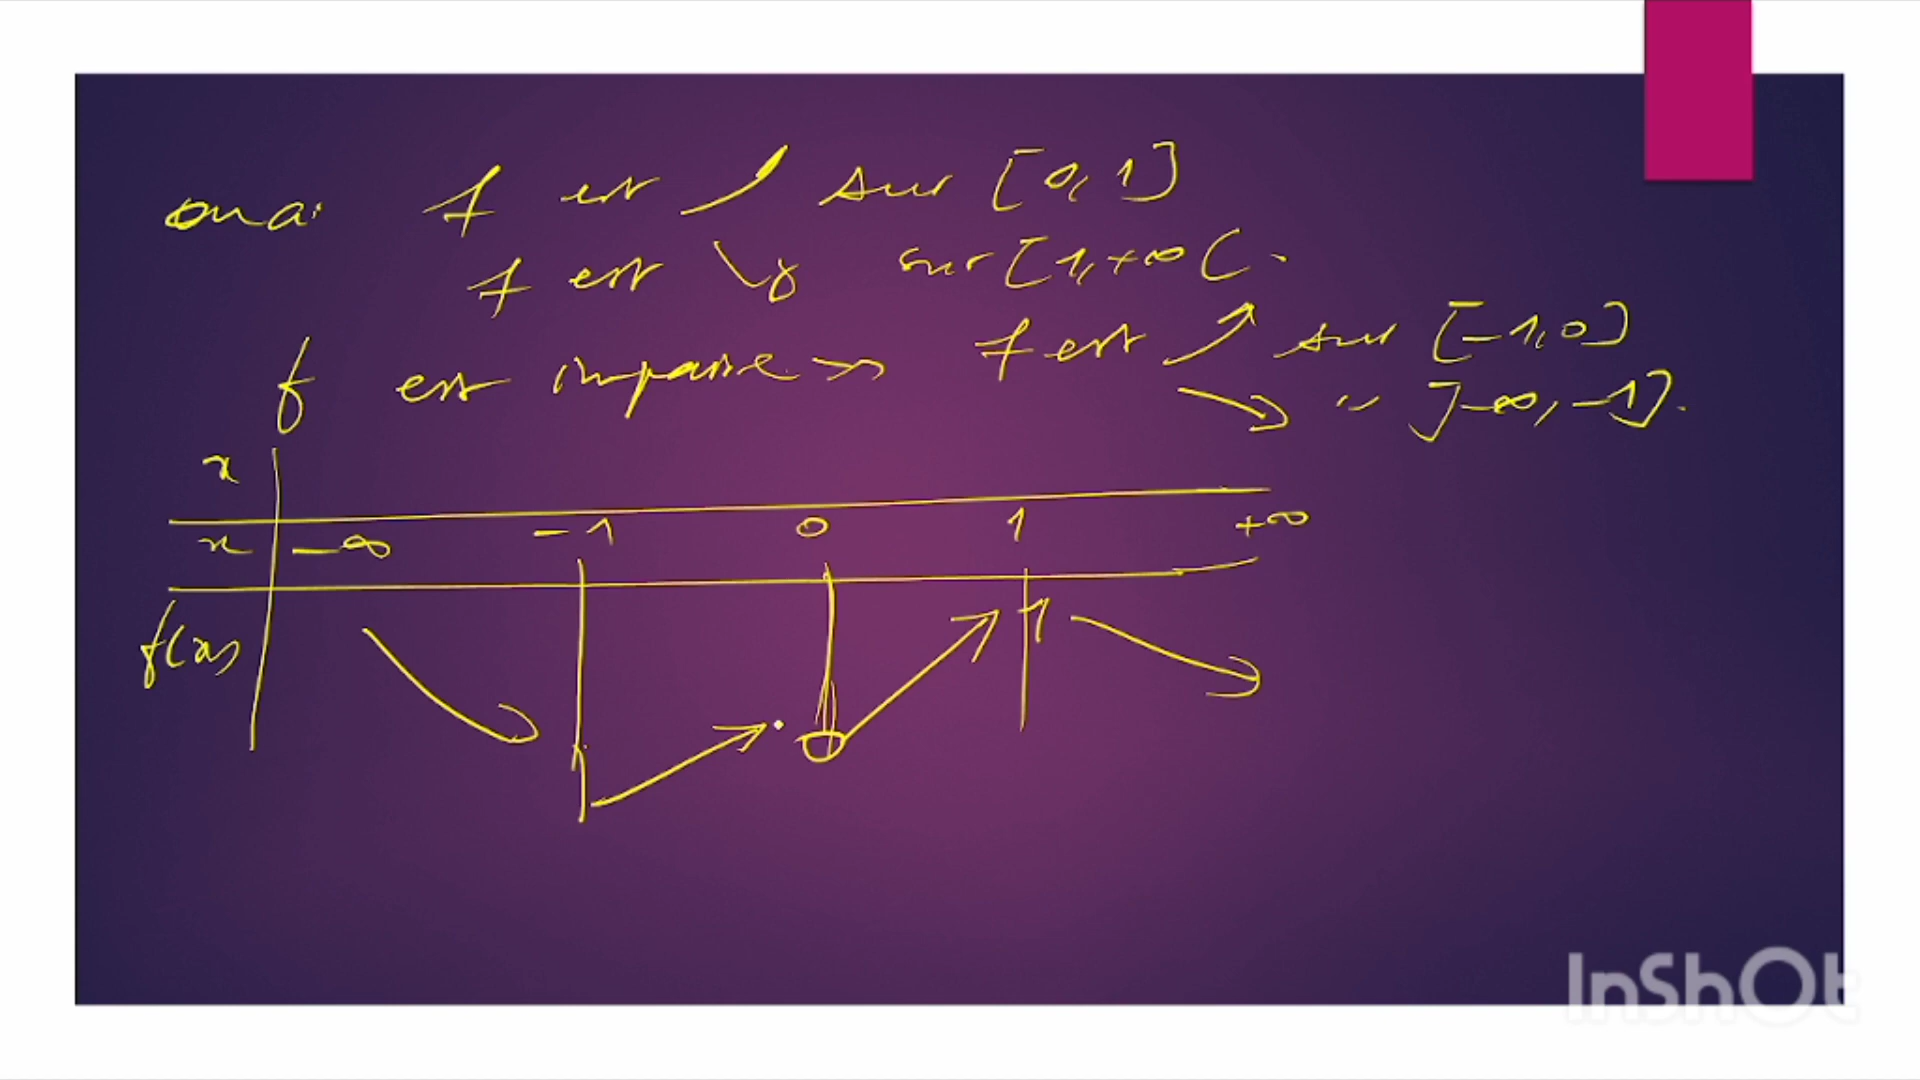 on a: f est ↗ sur [0, 1]
f est ↘ sur [1, +∞ [.
f est impaire => f est ↗ sur [-1, 0]
↘ " ]-∞, -1].
x
x -∞ -1 0 1 +∞
f(x) 1
0
InShOt